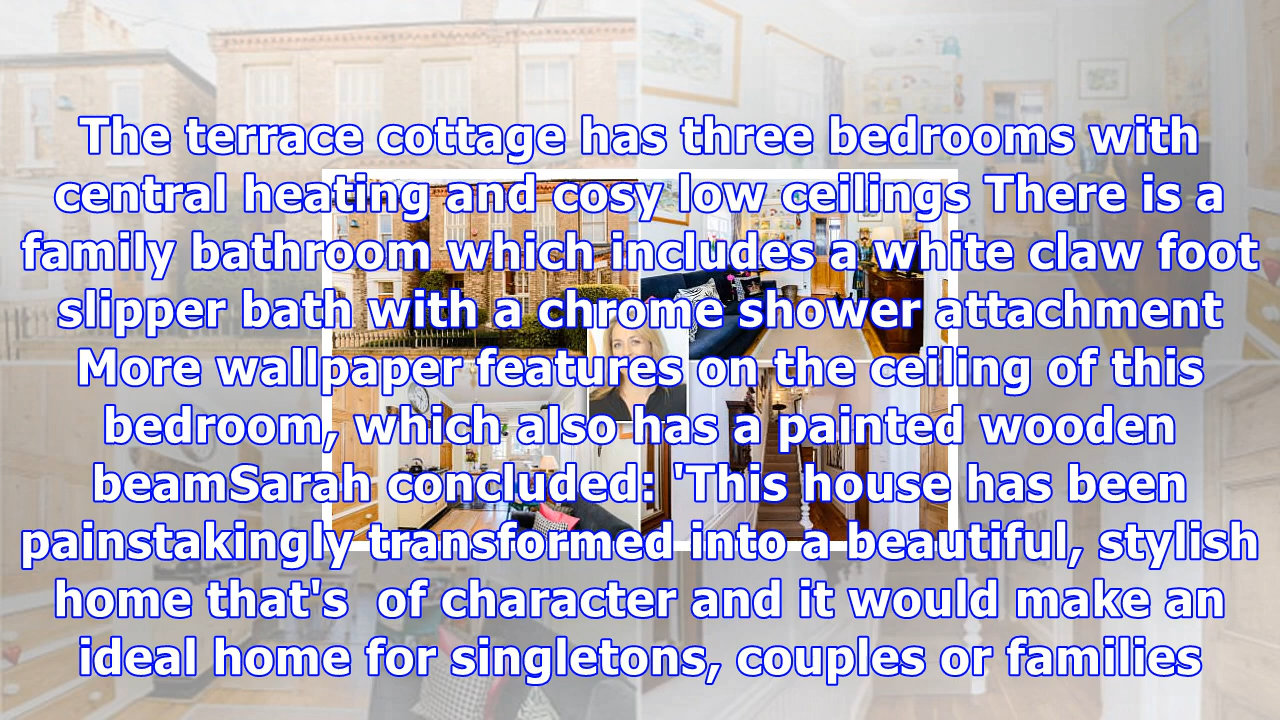 The terrace cottage has three bedrooms with
central heating and cosy low ceilings There is a
family bathroom which includes a white claw foot
slipper bath with a chrome shower attachment
More wallpaper features on the ceiling of this
bedroom, which also has a painted wooden
beamSarah concluded: 'This house has been
painstakingly transformed into a beautiful, stylish
home that's  of character and it would make an
ideal home for singletons, couples or families